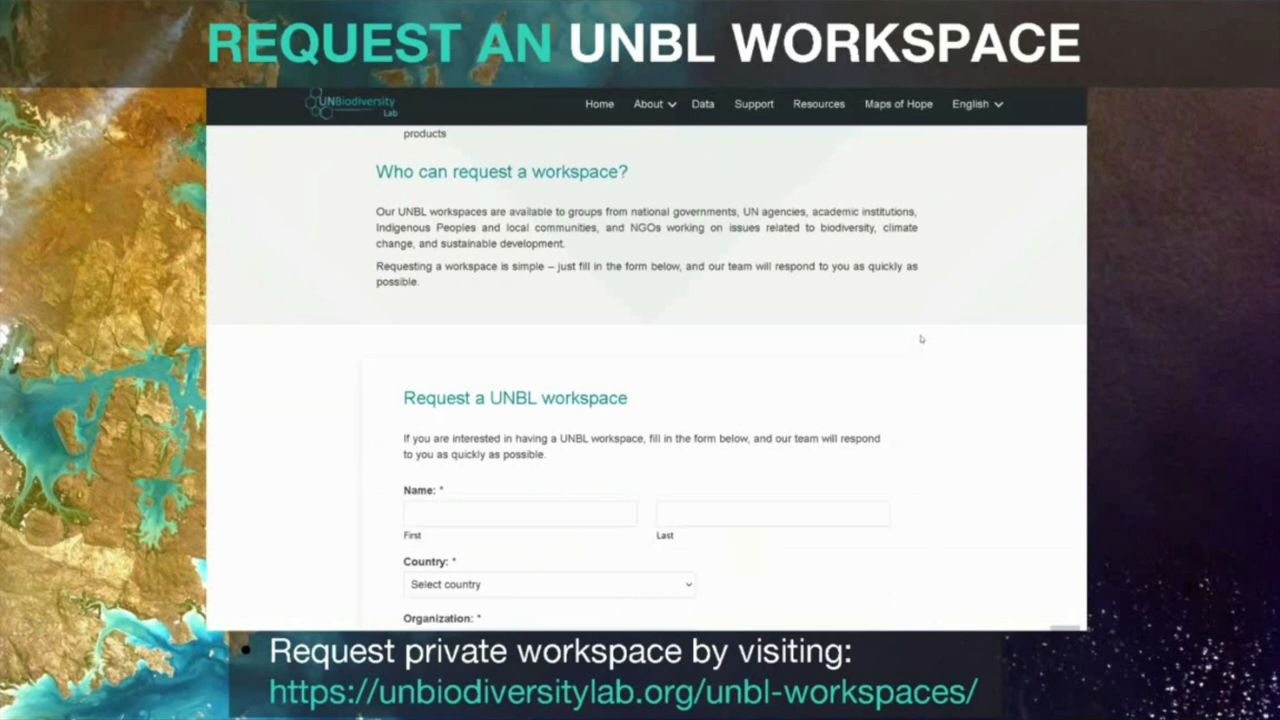 REQUEST AN UNBL WORKSPACE
UNBiodiversity
Lab
Home About Data Support Resources Maps of Hope English
products
Who can request a workspace?
Our UNBL workspaces are available to groups from national governments, UN agencies, academic institutions,
Indigenous Peoples and local communities, and NGOs working on issues related to biodiversity, climate
change, and sustainable development.
Requesting a workspace is simple – just fill in the form below, and our team will respond to you as quickly as
possible.
Request a UNBL workspace
If you are interested in having a UNBL workspace, fill in the form below, and our team will respond
to you as quickly as possible.
Name: *
First Last
Country: *
Select country
Organization: *
• Request private workspace by visiting:
https://unbiodiversitylab.org/unbl-workspaces/